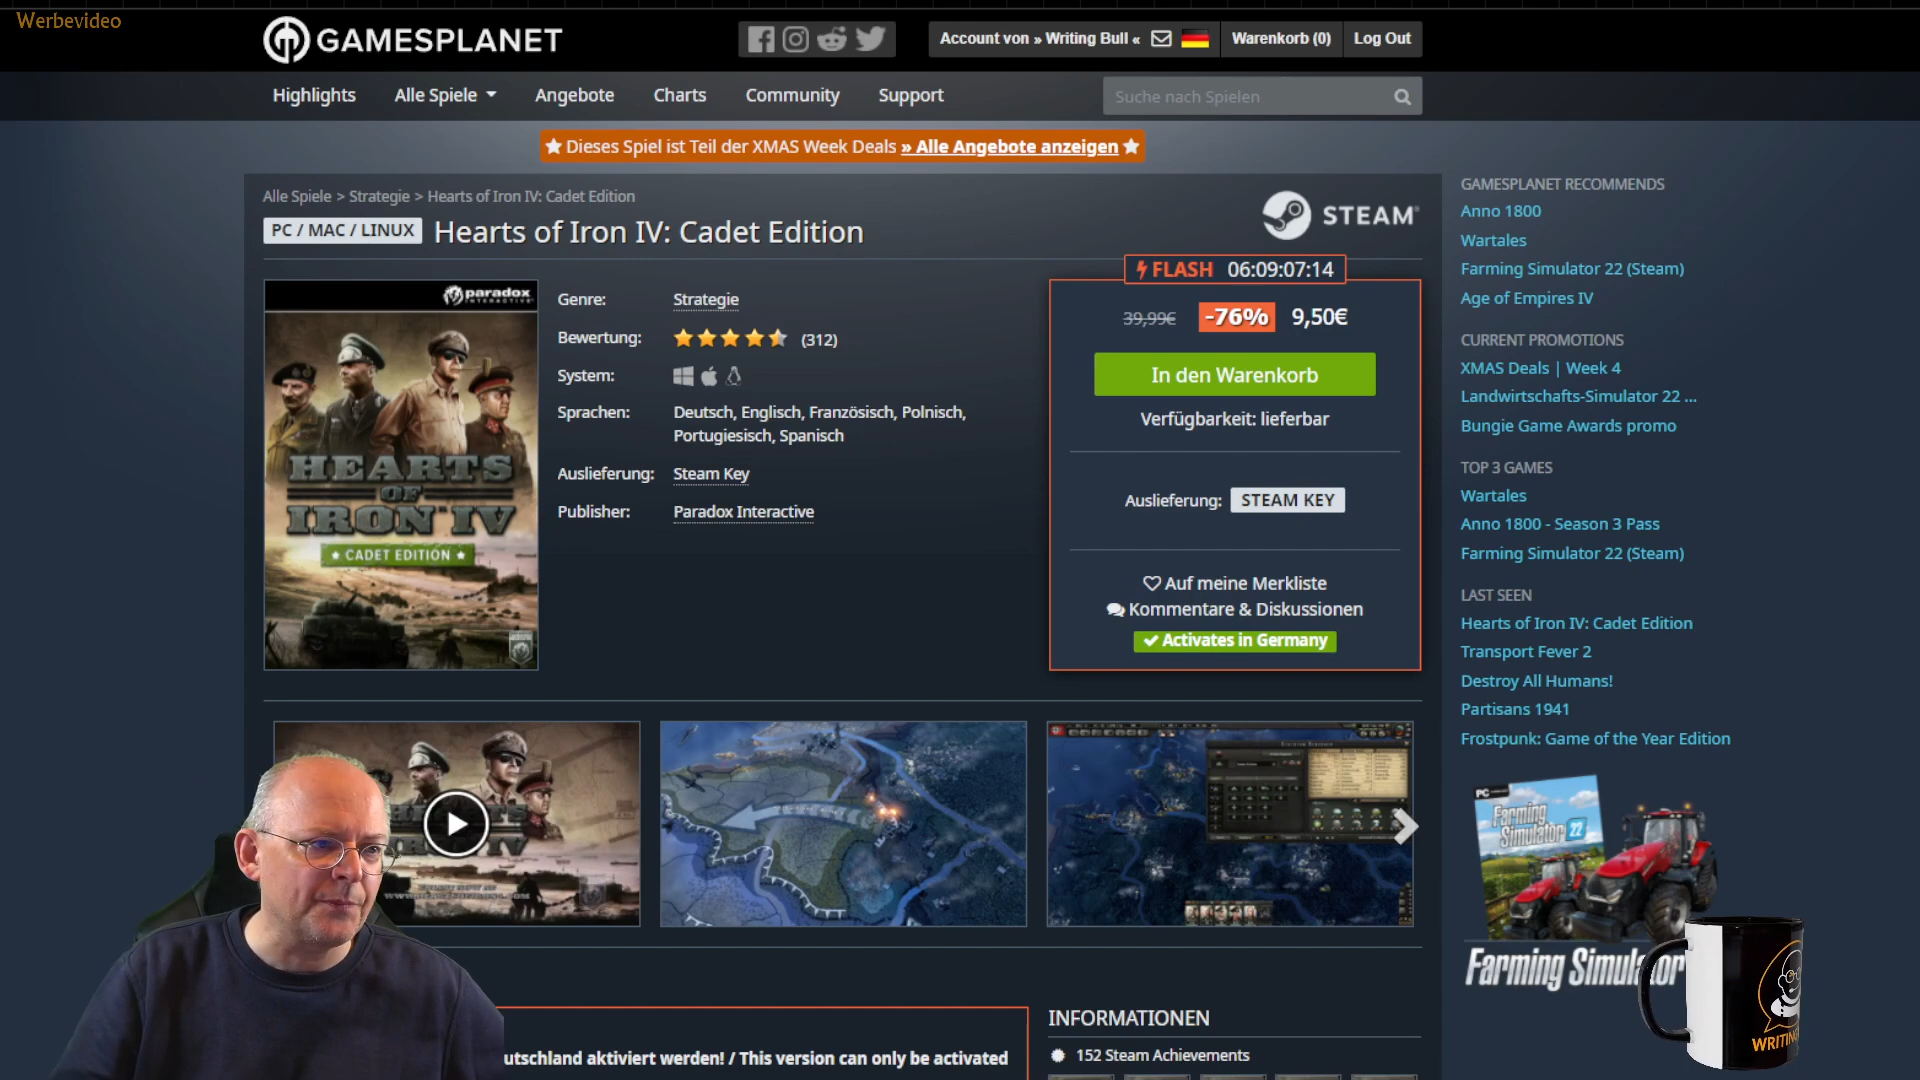 Werbevideo
GAMESPLANET
Account von » Writing Bull «
Warenkorb (0)
Log Out
Highlights
Alle Spiele
Angebote
Charts
Community
Support
Suche nach Spielen
Dieses Spiel ist Teil der XMAS Week Deals » Alle Angebote anzeigen
Alle Spiele > Strategie > Hearts of Iron IV: Cadet Edition
PC / MAC / LINUX Hearts of Iron IV: Cadet Edition
STEAM
FLASH 06:09:07:14
39,99€ -76% 9,50€
In den Warenkorb
Verfügbarkeit: lieferbar
Auslieferung: STEAM KEY
Auf meine Merkliste
Kommentare & Diskussionen
Activates in Germany
paradox
INTERACTIVE
HEARTS
OF
IRON IV
CADET EDITION
Genre: Strategie
Bewertung: (312)
System:
Sprachen: Deutsch, Englisch, Französisch, Polnisch,
Portugiesisch, Spanisch
Auslieferung: Steam Key
Publisher: Paradox Interactive
GAMESPLANET RECOMMENDS
Anno 1800
Wartales
Farming Simulator 22 (Steam)
Age of Empires IV
CURRENT PROMOTIONS
XMAS Deals | Week 4
Landwirtschafts-Simulator 22 ...
Bungie Game Awards promo
TOP 3 GAMES
Wartales
Anno 1800 - Season 3 Pass
Farming Simulator 22 (Steam)
LAST SEEN
Hearts of Iron IV: Cadet Edition
Transport Fever 2
Destroy All Humans!
Partisans 1941
Frostpunk: Game of the Year Edition
PC
Farming
Simulator 22
Farming Simulator
WRITING
utschland aktiviert werden! / This version can only be activated
INFORMATIONEN
152 Steam Achievements